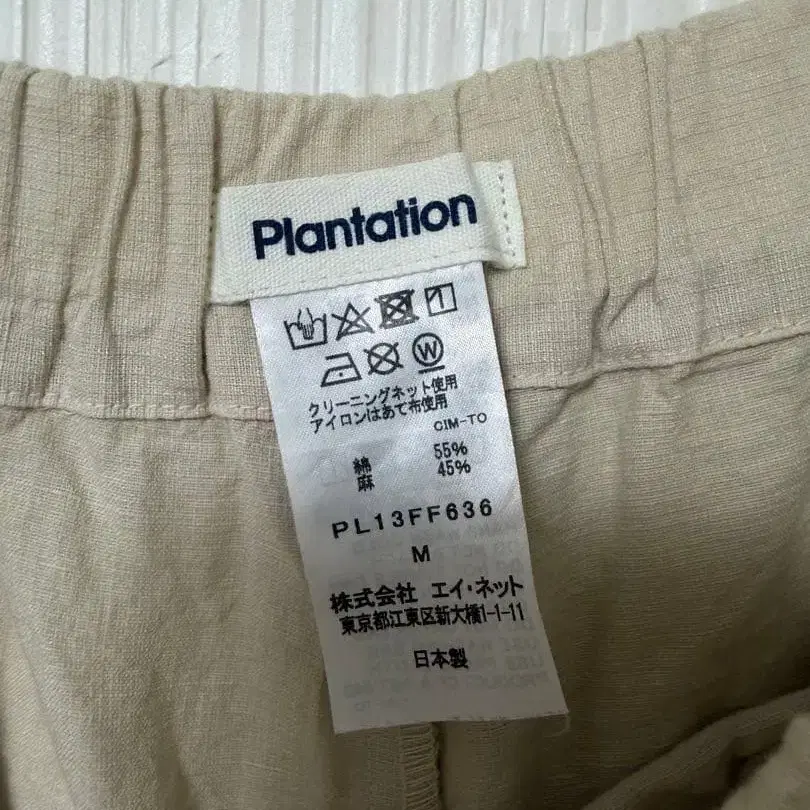 Plantation
W
クリーニングネット使用
アイロンはあて布使用
CIM-TO
綿 55%
麻 45%
PL13FF636
M
株式会社 エイ・ネット
東京都江東区新大橋1-1-11
日本製